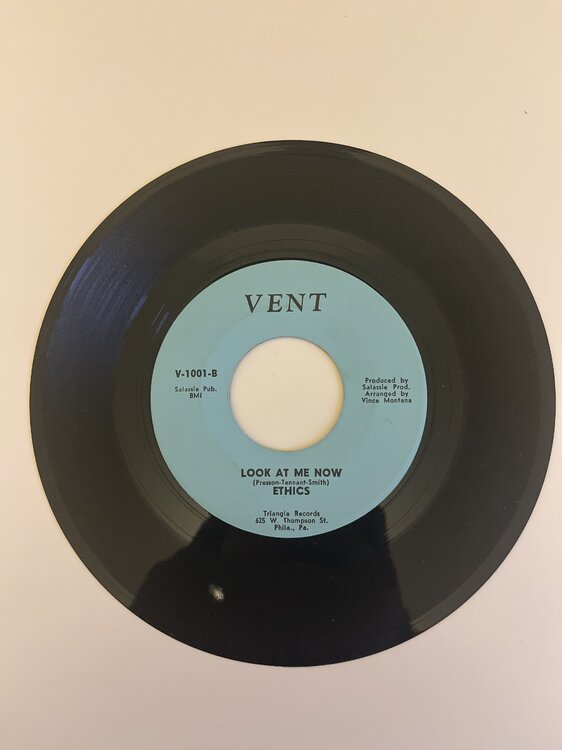 VENT
V-1001-B
Salassie Pub.
BMI
Produced by
Salassie Prod.
Arranged by
Vince Montana
LOOK AT ME NOW
(Presson-Tennant-Smith)
ETHICS
Triangle Records
625 W. Thompson St.
Phila., Pa.